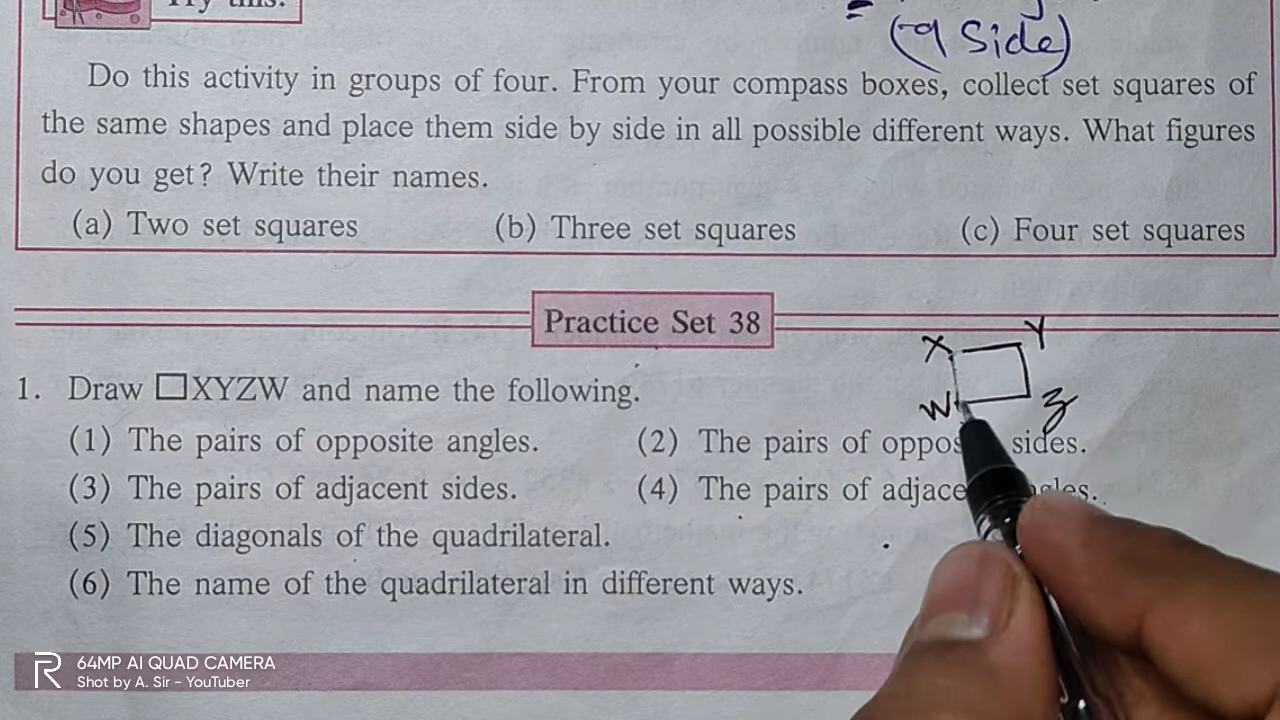 Try this.
(9 Side)
Do this activity in groups of four. From your compass boxes, collect set squares of
the same shapes and place them side by side in all possible different ways. What figures
do you get? Write their names.
(a) Two set squares (b) Three set squares (c) Four set squares
Practice Set 38
X Y
W Z
1. Draw □XYZW and name the following.
(1) The pairs of opposite angles. (2) The pairs of sides.
(3) The pairs of adjacent sides. (4) The pairs of
(5) The diagonals of the quadrilateral.
(6) The name of the quadrilateral in different ways.
R 64MP AI QUAD CAMERA
Shot by A. Sir - YouTuber